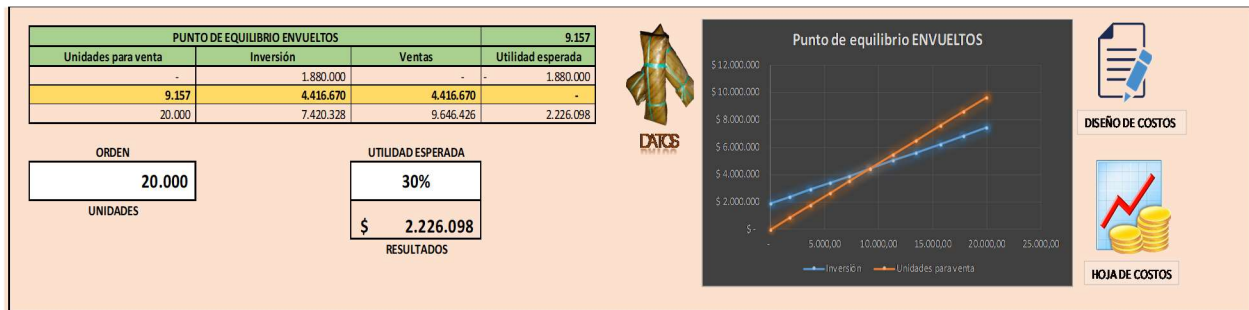 PUNTO DE EQUILIBRIO ENVUELTOS 9.157
Unidades para venta Inversión Ventas Utilidad esperada
- 1.880.000 - - 1.880.000
9.157 4.416.670 4.416.670 -
20.000 7.420.328 9.646.426 2.226.098
ORDEN
20.000
UNIDADES
UTILIDAD ESPERADA
30%
$ 2.226.098
RESULTADOS
DATOS
Punto de equilibrio ENVUELTOS
$ 12.000.000
$ 10.000.000
$ 8.000.000
$ 6.000.000
$ 4.000.000
$ 2.000.000
$ -
- 5.000,00 10.000,00 15.000,00 20.000,00 25.000,00
Inversión Unidades para venta
DISEÑO DE COSTOS
HOJA DE COSTOS